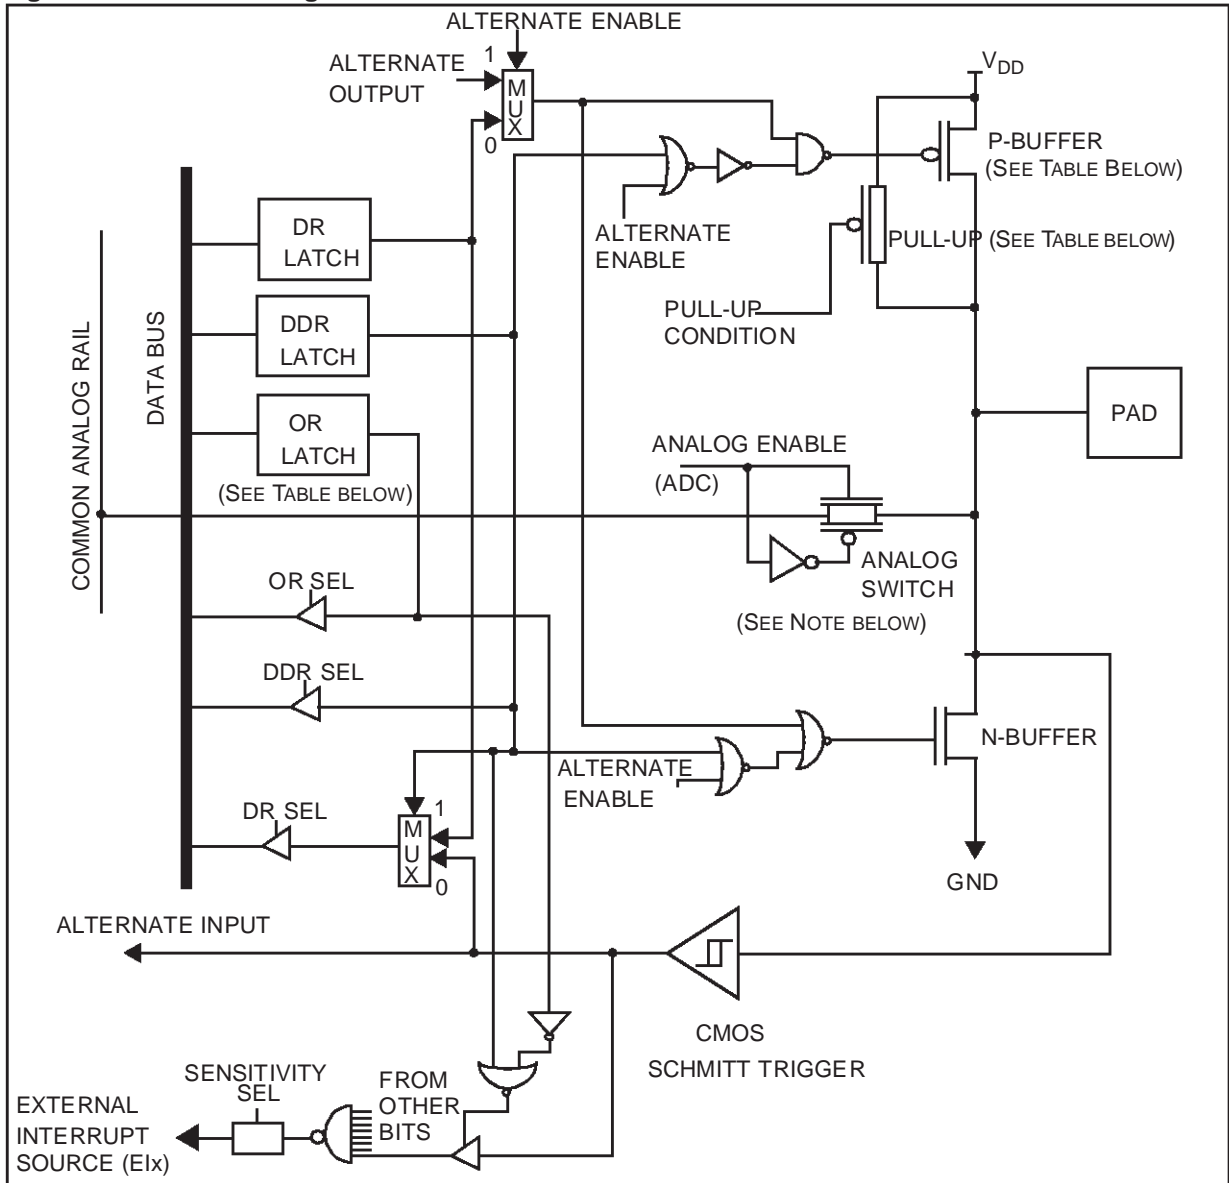 ALTERNATE ENABLE
ALTERNATE
OUTPUT
1
MUX
0
VDD
P-BUFFER
(SEE TABLE BELOW)
ALTERNATE
ENABLE
PULL-UP (SEE TABLE BELOW)
PULL-UP
CONDITION
DR
LATCH
DDR
LATCH
OR
LATCH
(SEE TABLE BELOW)
COMMON ANALOG RAIL
DATA BUS
PAD
ANALOG ENABLE
(ADC)
ANALOG
SWITCH
(SEE NOTE BELOW)
OR SEL
DDR SEL
DR SEL
1
MUX
0
ALTERNATE
ENABLE
N-BUFFER
GND
ALTERNATE INPUT
CMOS
SCHMITT TRIGGER
SENSITIVITY
SEL
FROM
OTHER
BITS
EXTERNAL
INTERRUPT
SOURCE (EIx)